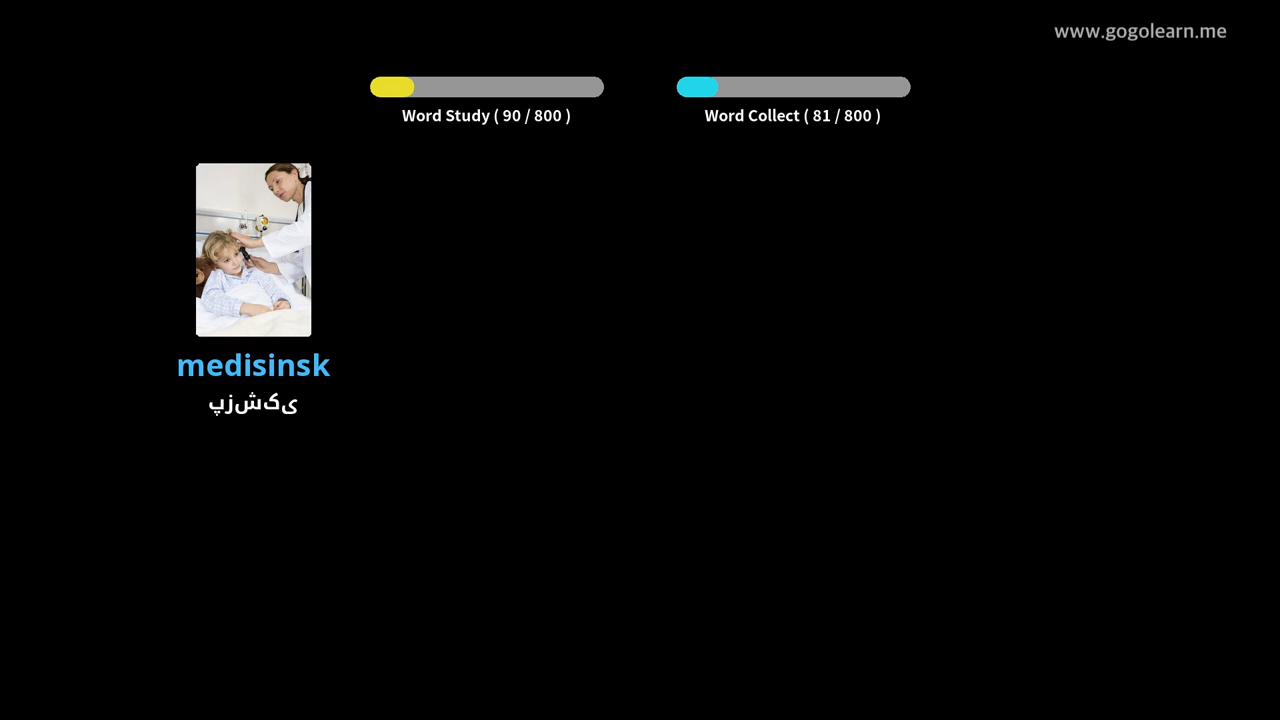 www.gogolearn.me
Word Study ( 90 / 800 )
Word Collect ( 81 / 800 )
medisinsk
پزشکی